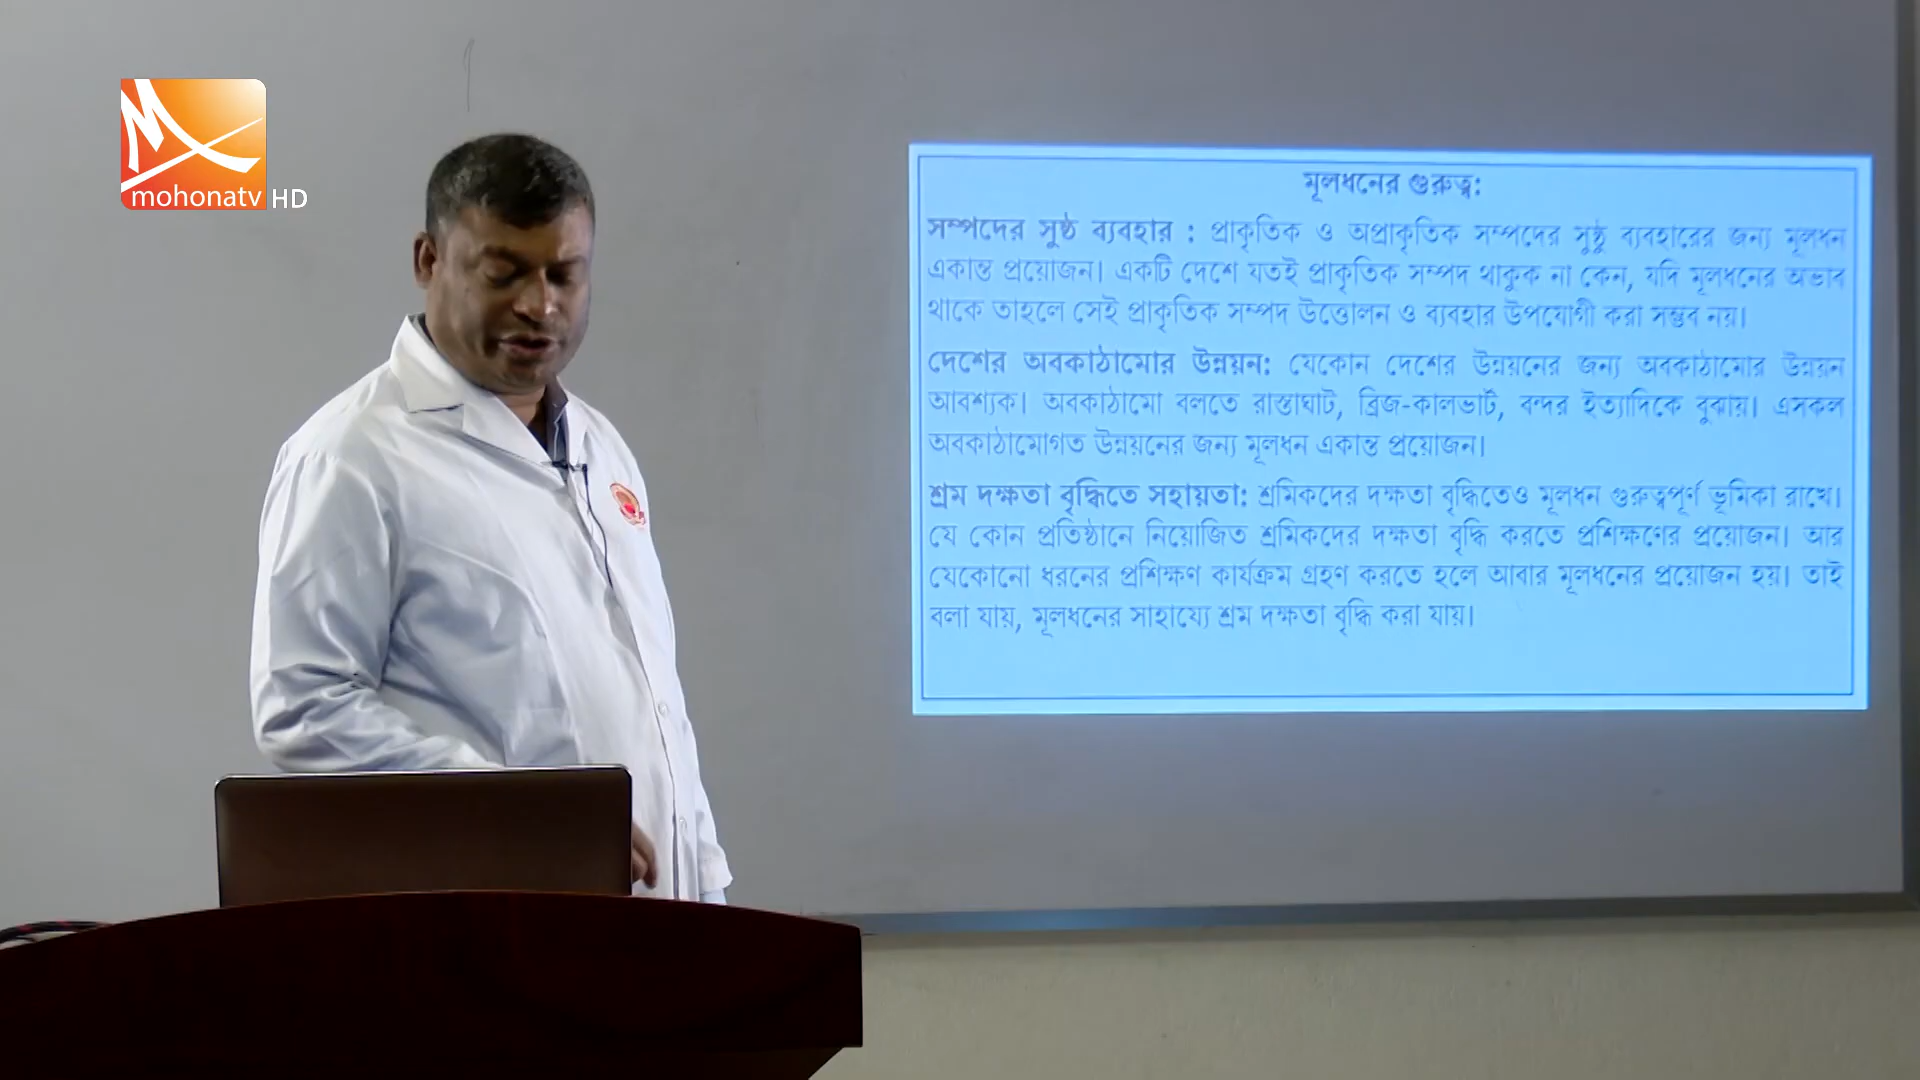 mohonatv HD
মূলধনের গুরুত্ব:
সম্পদের সুষ্ঠ ব্যবহার : প্রাকৃতিক ও অপ্রাকৃতিক সম্পদের সুষ্ঠু ব্যবহারের জন্য মূলধন
একান্ত প্রয়োজন। একটি দেশে যতই প্রাকৃতিক সম্পদ থাকুক না কেন, যদি মূলধনের অভাব
থাকে তাহলে সেই প্রাকৃতিক সম্পদ উত্তোলন ও ব্যবহার উপযোগী করা সম্ভব নয়।
দেশের অবকাঠামোর উন্নয়ন: যেকোন দেশের উন্নয়নের জন্য অবকাঠামোর উন্নয়ন
আবশ্যক। অবকাঠামো বলতে রাস্তাঘাট, ব্রিজ-কালভার্ট, বন্দর ইত্যাদিকে বুঝায়। এসকল
অবকাঠামোগত উন্নয়নের জন্য মূলধন একান্ত প্রয়োজন।
শ্রম দক্ষতা বৃদ্ধিতে সহায়তা: শ্রমিকদের দক্ষতা বৃদ্ধিতেও মূলধন গুরুত্বপূর্ণ ভূমিকা রাখে।
যে কোন প্রতিষ্ঠানে নিয়োজিত শ্রমিকদের দক্ষতা বৃদ্ধি করতে প্রশিক্ষণের প্রয়োজন। আর
যেকোনো ধরনের প্রশিক্ষণ কার্যক্রম গ্রহণ করতে হলে আবার মূলধনের প্রয়োজন হয়। তাই
বলা যায়, মূলধনের সাহায্যে শ্রম দক্ষতা বৃদ্ধি করা যায়।